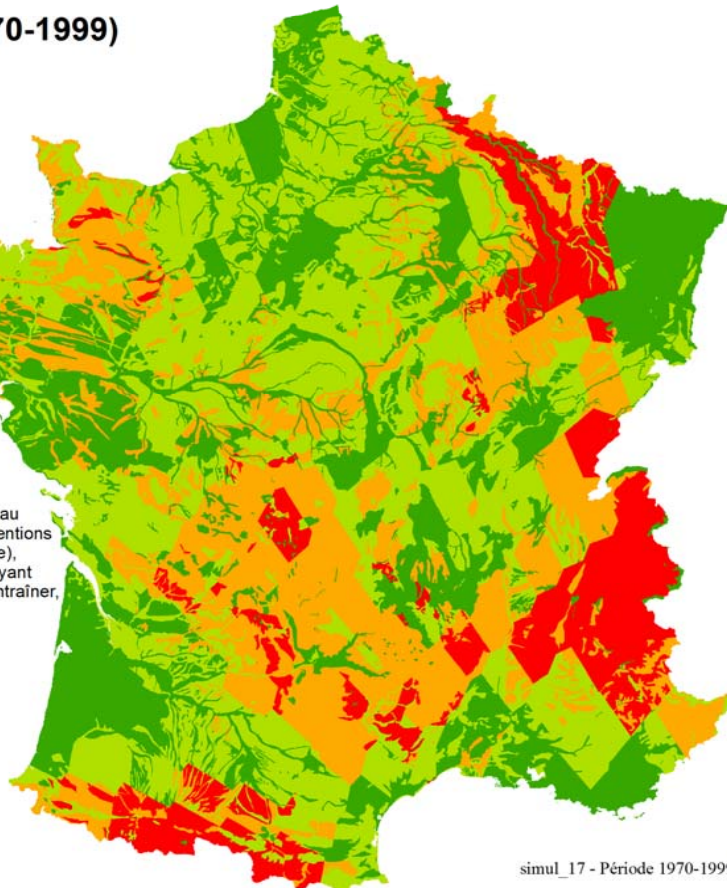 70-1999)
au
entions
e),
yant
ntraîner,
simul_17 - Période 1970-1999